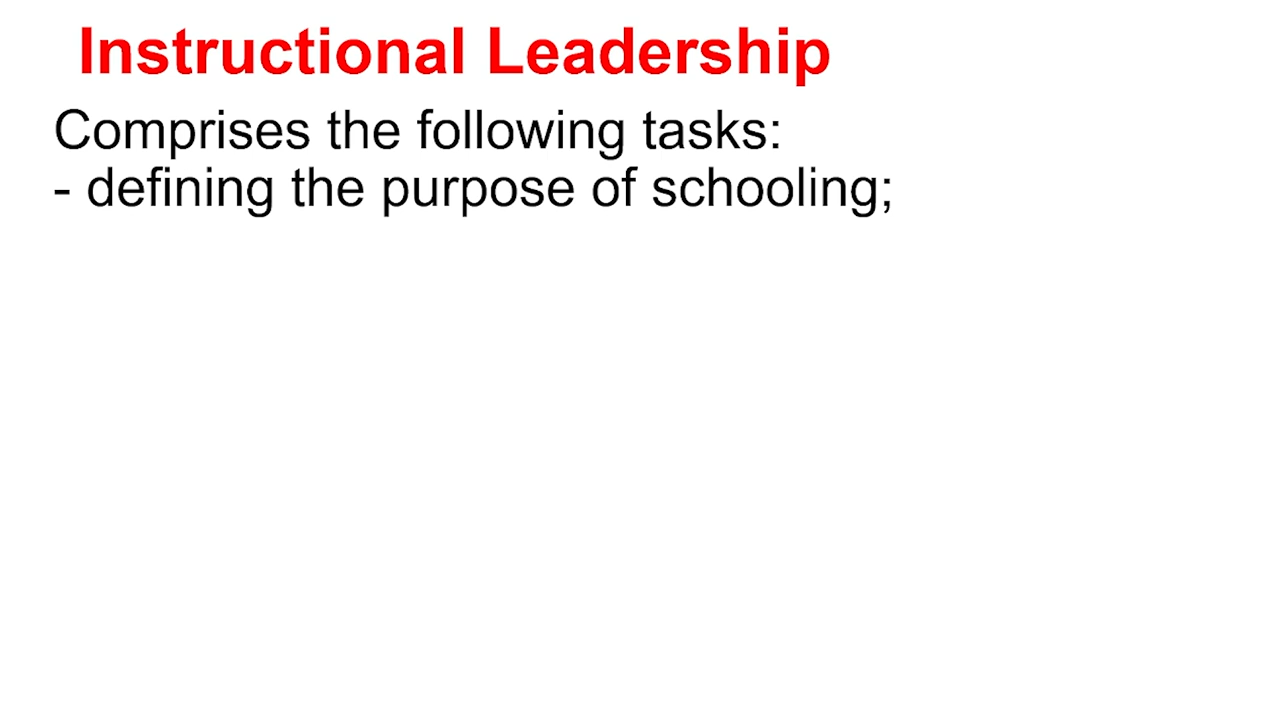 Instructional Leadership
Comprises the following tasks:
- defining the purpose of schooling;